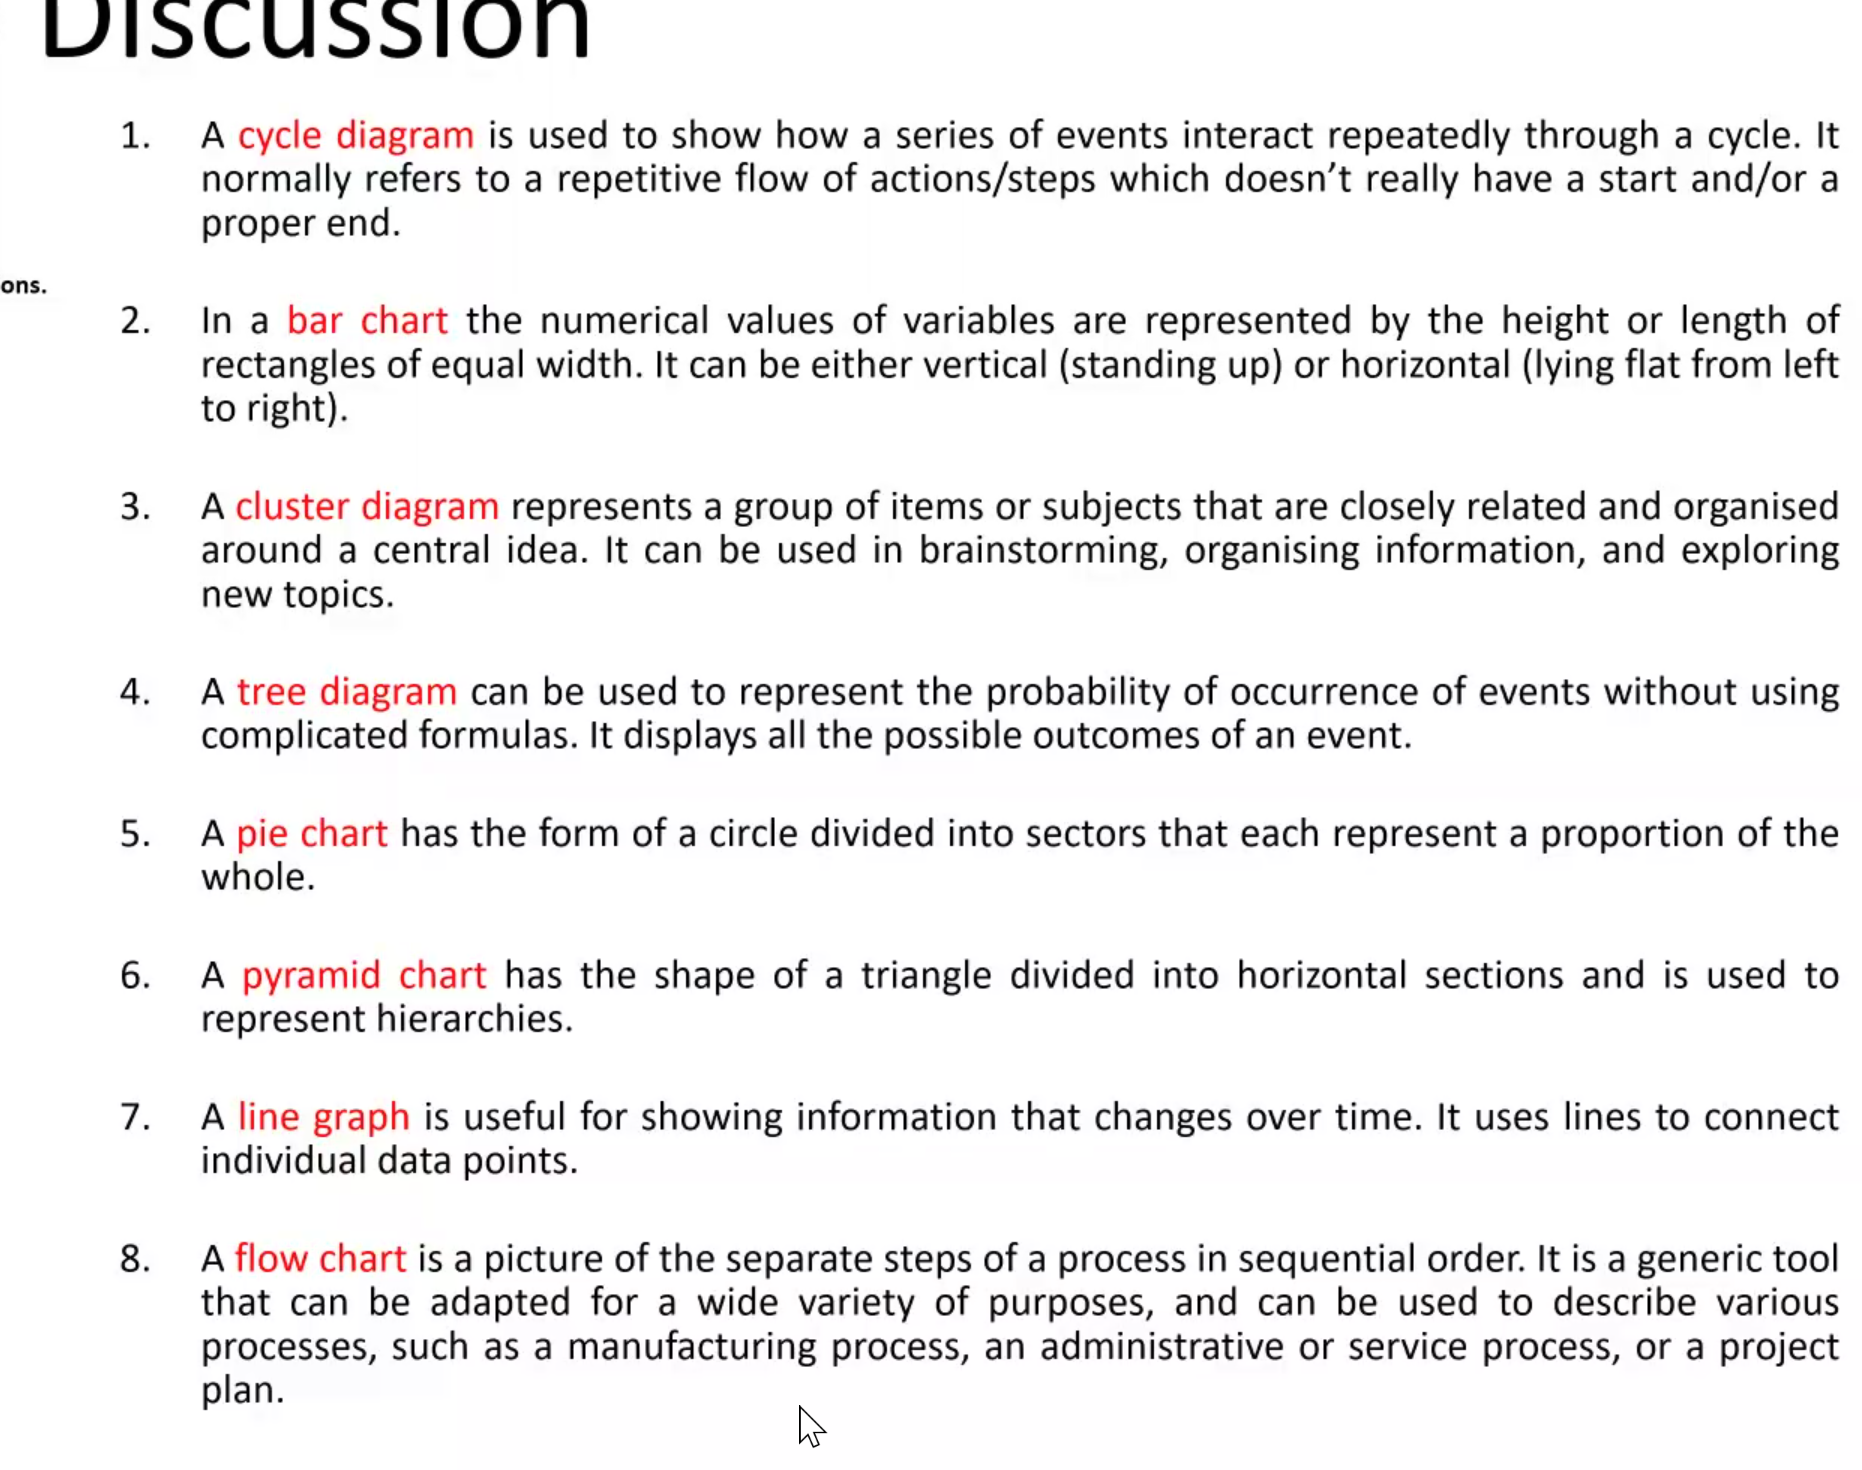 Discussion
1. A cycle diagram is used to show how a series of events interact repeatedly through a cycle. It
normally refers to a repetitive flow of actions/steps which doesn’t really have a start and/or a
proper end.
ons.
2. In a bar chart the numerical values of variables are represented by the height or length of
rectangles of equal width. It can be either vertical (standing up) or horizontal (lying flat from left
to right).
3. A cluster diagram represents a group of items or subjects that are closely related and organised
around a central idea. It can be used in brainstorming, organising information, and exploring
new topics.
4. A tree diagram can be used to represent the probability of occurrence of events without using
complicated formulas. It displays all the possible outcomes of an event.
5. A pie chart has the form of a circle divided into sectors that each represent a proportion of the
whole.
6. A pyramid chart has the shape of a triangle divided into horizontal sections and is used to
represent hierarchies.
7. A line graph is useful for showing information that changes over time. It uses lines to connect
individual data points.
8. A flow chart is a picture of the separate steps of a process in sequential order. It is a generic tool
that can be adapted for a wide variety of purposes, and can be used to describe various
processes, such as a manufacturing process, an administrative or service process, or a project
plan.